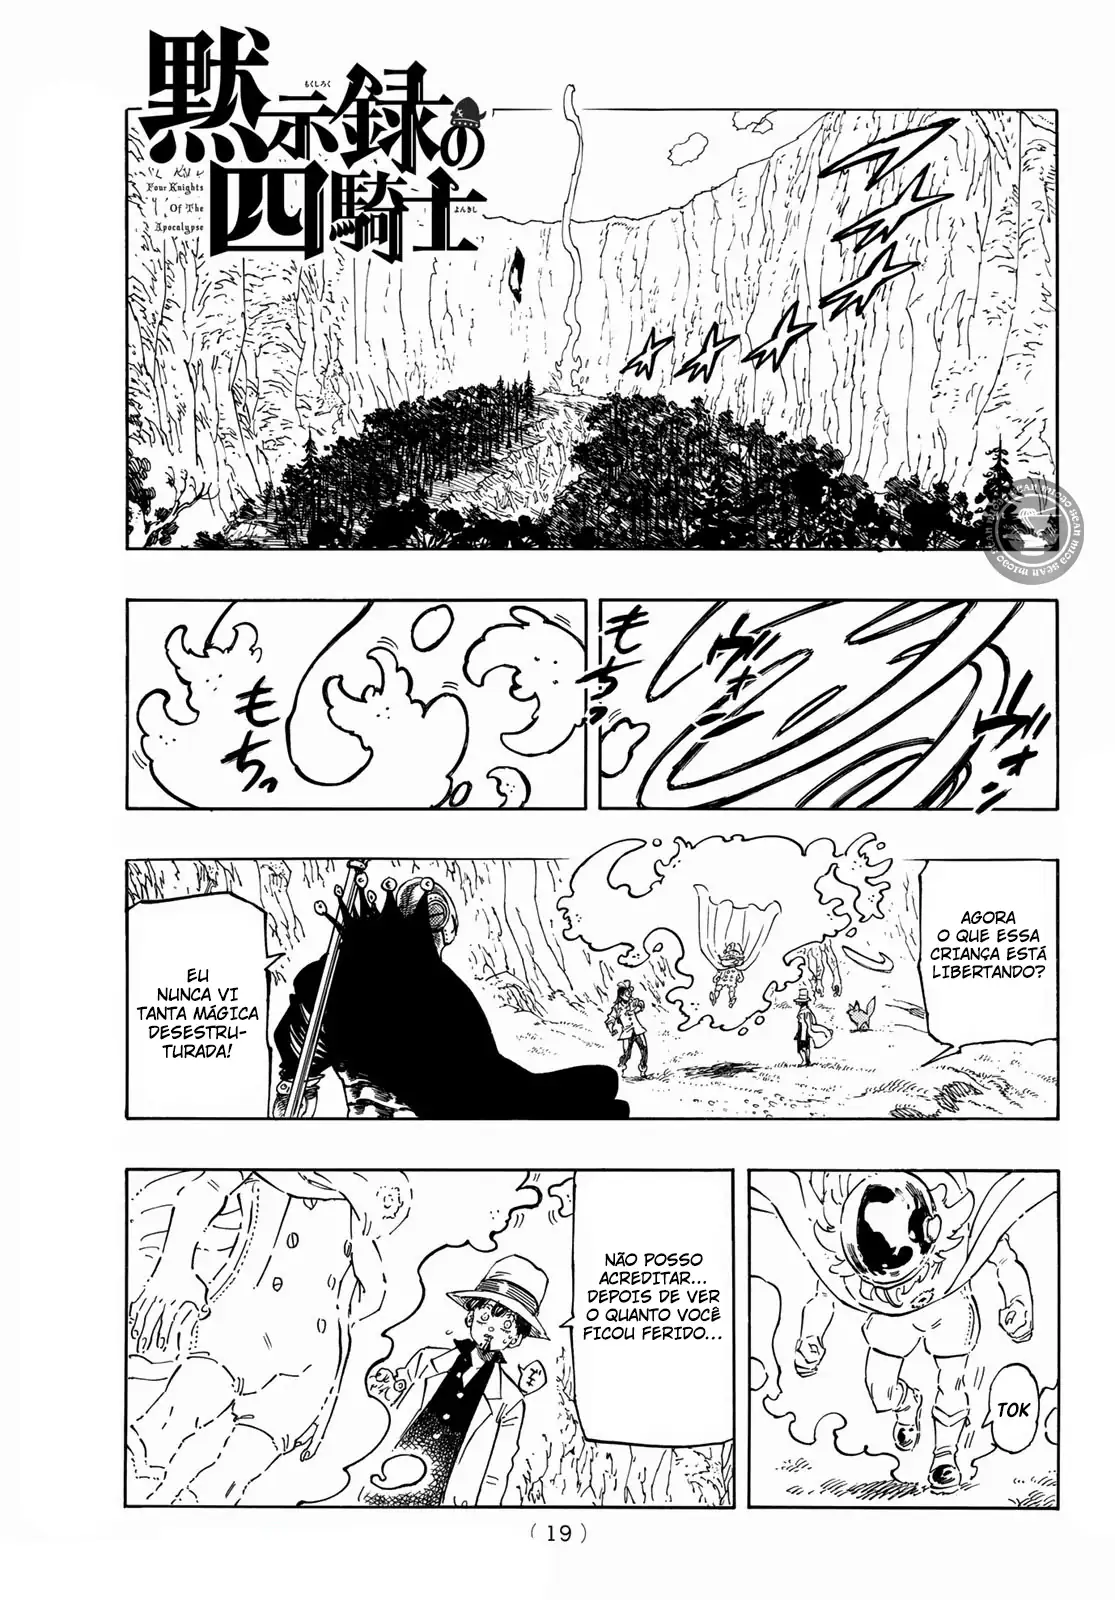 黙示録の
もくしろく
四騎士
よんきし
Four Knights
Of The
Apocalypse
もちっ
もちっ
ヴォン
ヴォン
AGORA
O QUE ESSA
CRIANÇA ESTÁ
LIBERTANDO?
EU
NUNCA VI
TANTA MÁGICA
DESESTRU-
TURADA!
NÃO POSSO
ACREDITAR...
DEPOIS DE VER
O QUANTO VOCÊ
FICOU FERIDO...
TOK
(19)